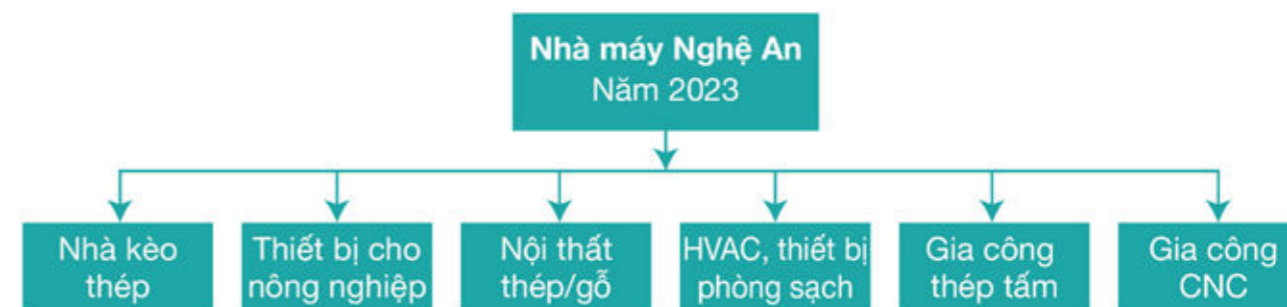 Nhà máy Nghệ An
Năm 2023
Nhà kèo
thép
Thiết bị cho
nông nghiệp
Nội thất
thép/gỗ
HVAC, thiết bị
phòng sạch
Gia công
thép tấm
Gia công
CNC